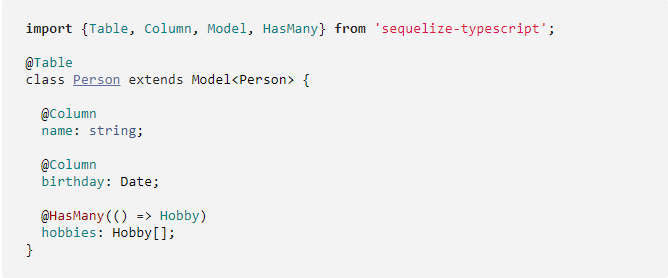 import {Table, Column, Model, HasMany} from 'sequelize-typescript';
@Table
class Person extends Model<Person> {
@Column
name: string;
@Column
birthday: Date;
@HasMany(() => Hobby)
hobbies: Hobby[];
}